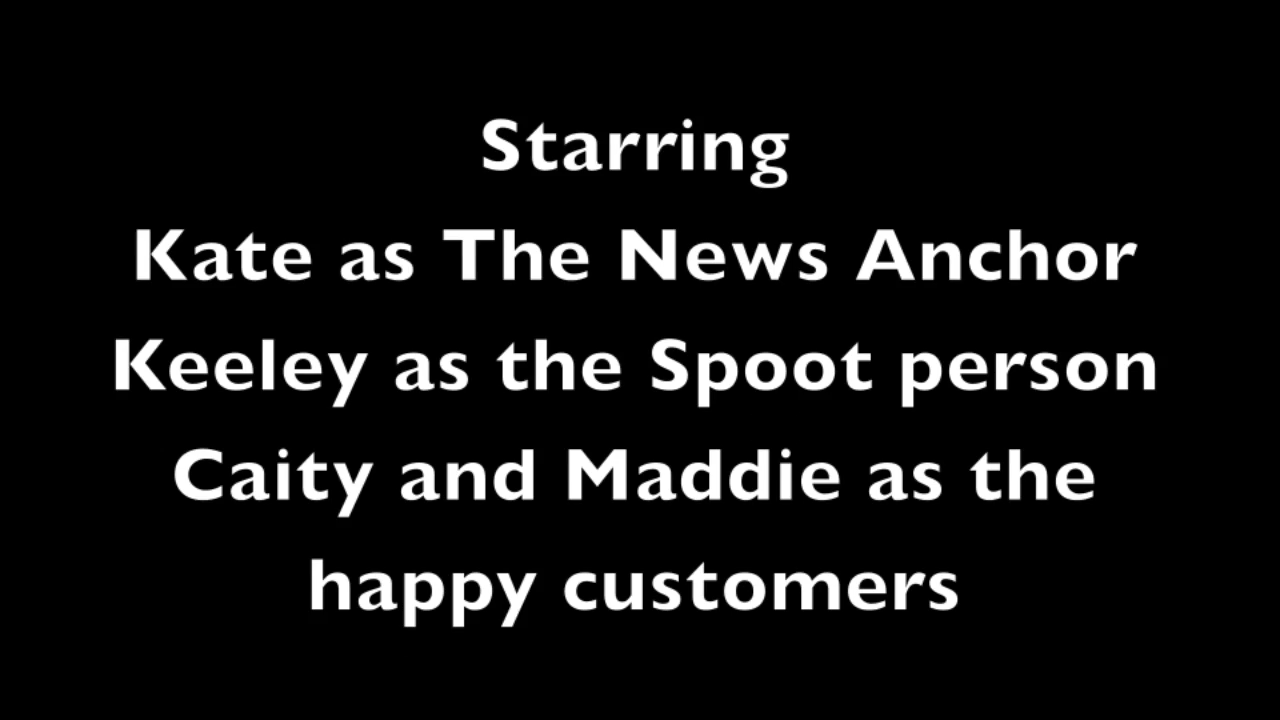 Starring
Kate as The News Anchor
Keeley as the Spoot person
Caity and Maddie as the
happy customers